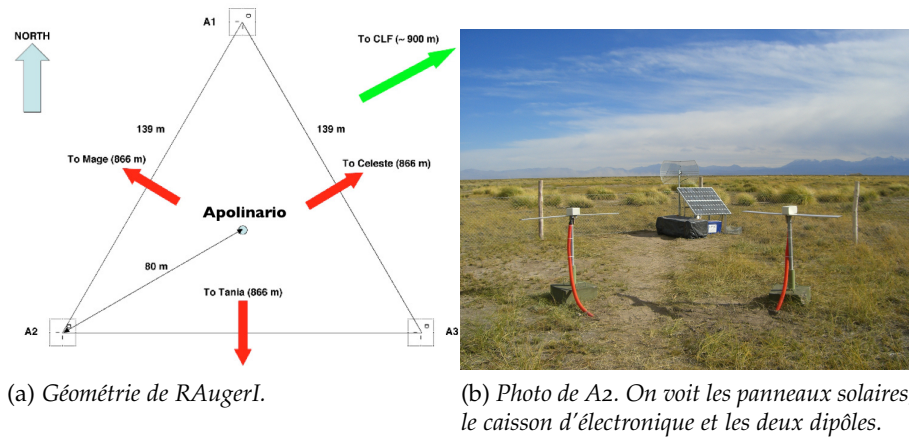 A1
NORTH
To CLF (~ 900 m)
139 m
139 m
To Mage (866 m)
To Celeste (866 m)
Apolinario
80 m
To Tania (866 m)
A2
A3
(a) Géométrie de RAugerI.
(b) Photo de A2. On voit les panneaux solaires
le caisson d'électronique et les deux dipôles.